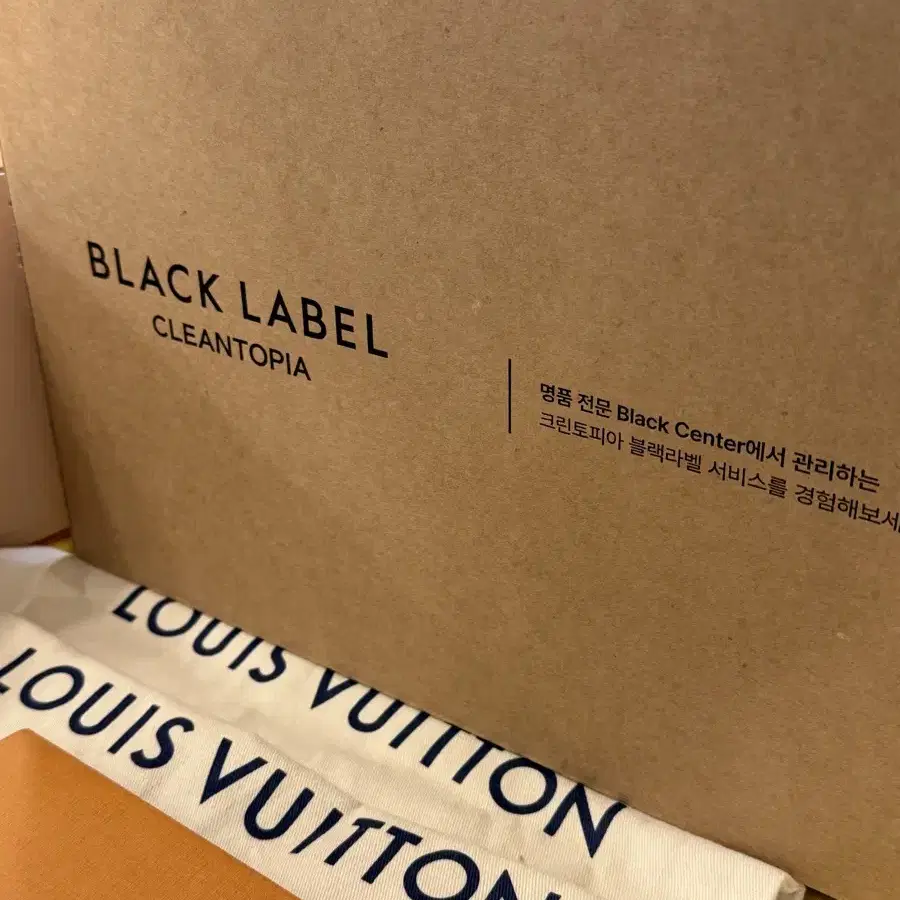 BLACK LABEL
CLEANTOPIA
명품 전문 Black Center에서 관리하는
크린토피아 블랙라벨 서비스를 경험해보세
LOUIS VUITTON
LOUIS VUITTON